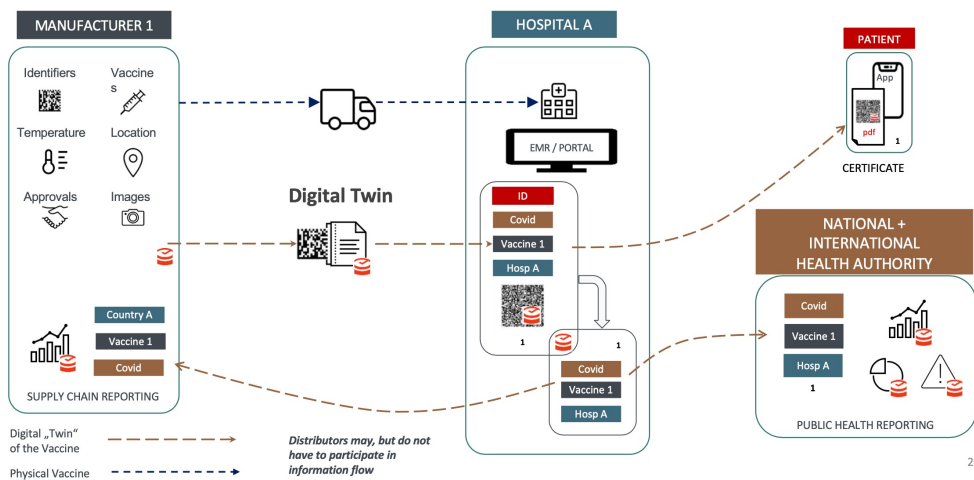 MANUFACTURER 1
Identifiers
Vaccine
s
Temperature
Location
Approvals
Images
Country A
Vaccine 1
Covid
SUPPLY CHAIN REPORTING
Digital „Twin“
of the Vaccine
Physical Vaccine
Digital Twin
Distributors may, but do not
have to participate in
information flow
HOSPITAL A
EMR / PORTAL
ID
Covid
Vaccine 1
Hosp A
1
1
Covid
Vaccine 1
Hosp A
PATIENT
App
pdf
1
CERTIFICATE
NATIONAL +
INTERNATIONAL
HEALTH AUTHORITY
Covid
Vaccine 1
Hosp A
1
PUBLIC HEALTH REPORTING
2